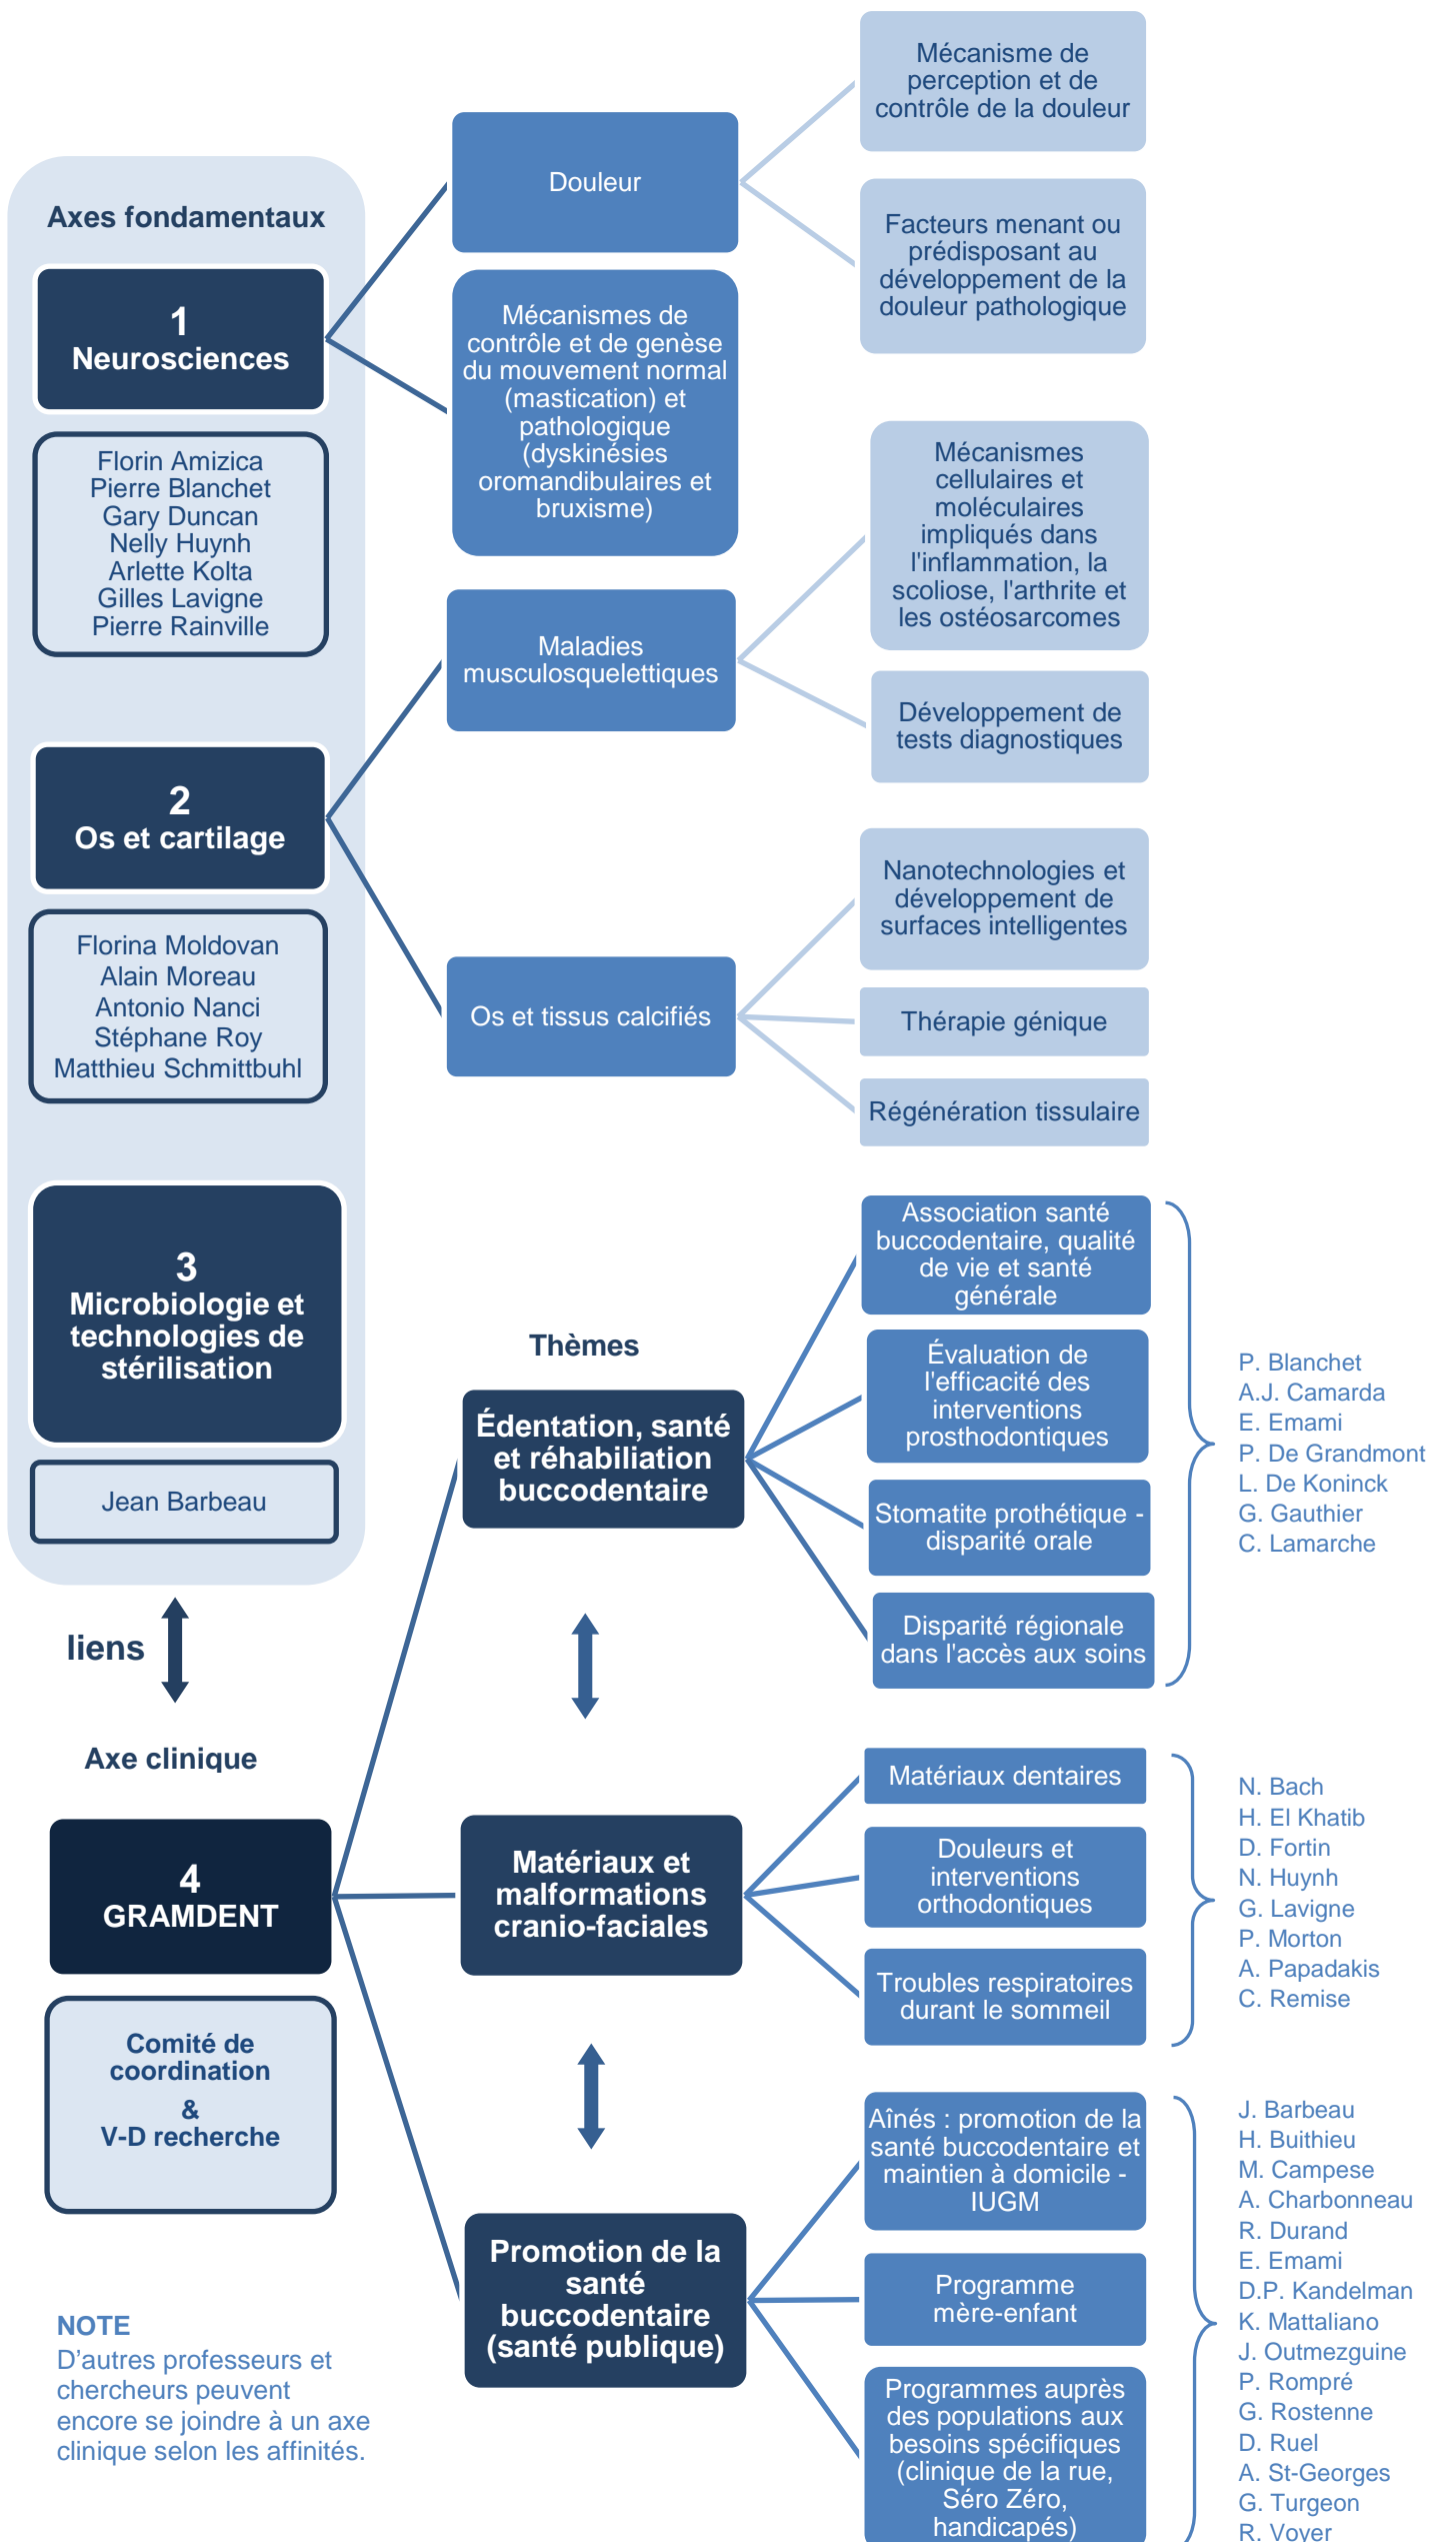 Axes fondamentaux
1
Neurosciences
Florin Amizica
Pierre Blanchet
Gary Duncan
Nelly Huynh
Arlette Kolta
Gilles Lavigne
Pierre Rainville
Douleur
Mécanisme de
perception et de
contrôle de la douleur
Facteurs menant ou
prédisposant au
développement de la
douleur pathologique
Mécanismes de
contrôle et de genèse
du mouvement normal
(mastication) et
pathologique
(dyskinésies
oromandibulaires et
bruxisme)
2
Os et cartilage
Florina Moldovan
Alain Moreau
Antonio Nanci
Stéphane Roy
Matthieu Schmittbuhl
Maladies
musculosquelettiques
Mécanismes
cellulaires et
moléculaires
impliqués dans
l'inflammation, la
scoliose, l'arthrite et
les ostéosarcomes
Développement de
tests diagnostiques
Os et tissus calcifiés
Nanotechnologies et
développement de
surfaces intelligentes
Thérapie génique
Régénération tissulaire
3
Microbiologie et
technologies de
stérilisation
Jean Barbeau
liens
Axe clinique
4
GRAMDENT
Comité de
coordination
&
V-D recherche
Thèmes
Édentation, santé
et réhabiliation
buccodentaire
Association santé
buccodentaire, qualité
de vie et santé
générale
Évaluation de
l'efficacité des
interventions
prosthodontiques
Stomatite prothétique -
disparité orale
Disparité régionale
dans l'accès aux soins
P. Blanchet
A.J. Camarda
E. Emami
P. De Grandmont
L. De Koninck
G. Gauthier
C. Lamarche
Matériaux et
malformations
cranio-faciales
Matériaux dentaires
Douleurs et
interventions
orthodontiques
Troubles respiratoires
durant le sommeil
N. Bach
H. El Khatib
D. Fortin
N. Huynh
G. Lavigne
P. Morton
A. Papadakis
C. Remise
Promotion de la
santé
buccodentaire
(santé publique)
Aînés : promotion de la
santé buccodentaire et
maintien à domicile -
IUGM
Programme
mère-enfant
Programmes auprès
des populations aux
besoins spécifiques
(clinique de la rue,
Séro Zéro,
handicapés)
J. Barbeau
H. Buithieu
M. Campese
A. Charbonneau
R. Durand
E. Emami
D.P. Kandelman
K. Mattaliano
J. Outmezguine
P. Rompré
G. Rostenne
D. Ruel
A. St-Georges
G. Turgeon
R. Voyer
NOTE
D’autres professeurs et
chercheurs peuvent
encore se joindre à un axe
clinique selon les affinités.